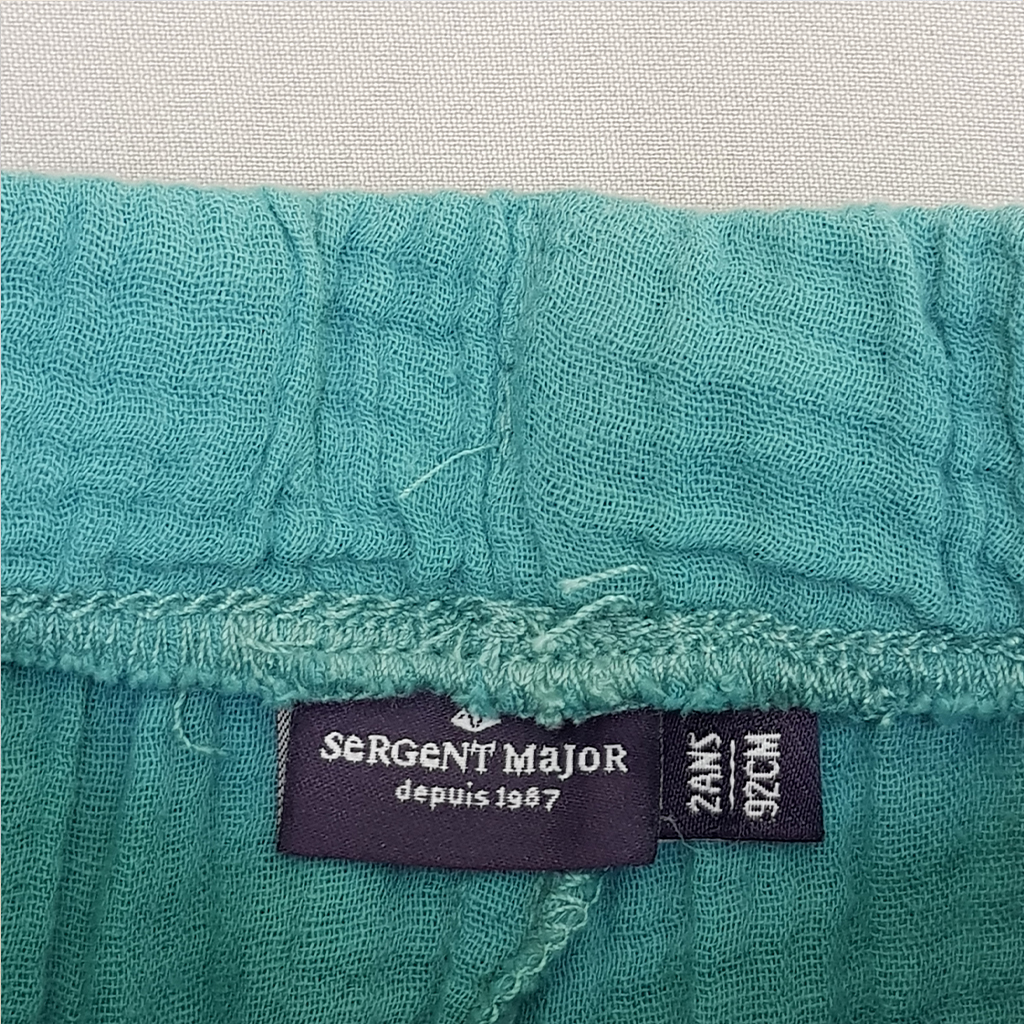 SeRGeNT MaJoR
depuis 1987
2ANS
92CM